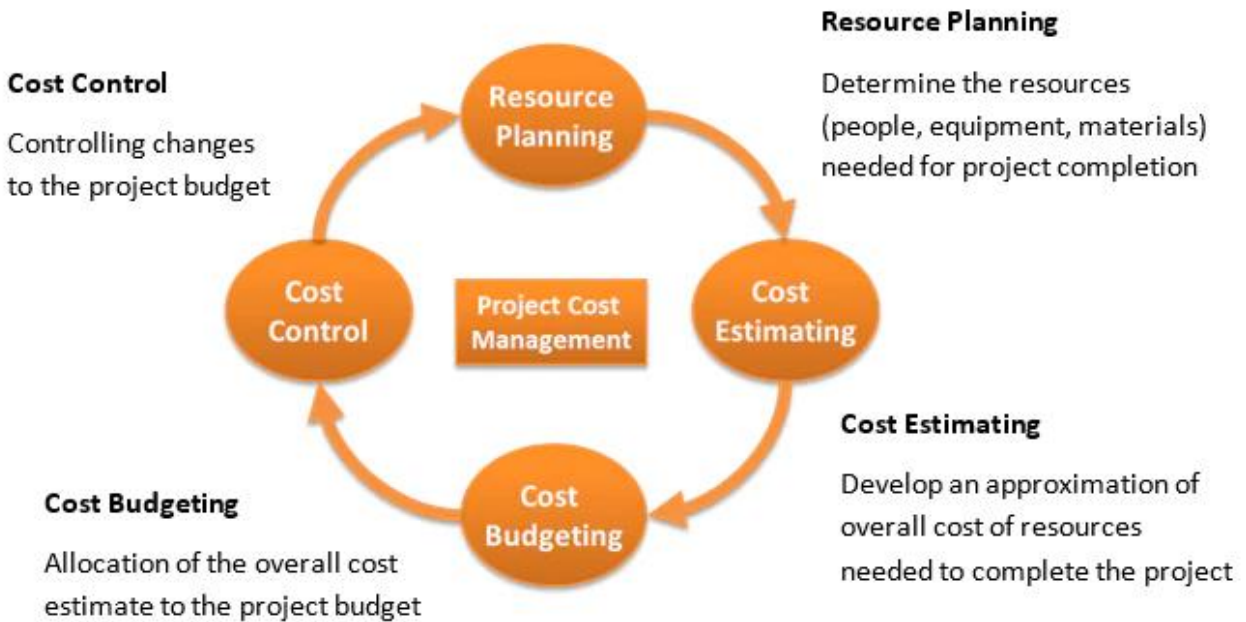 Resource Planning
Determine the resources
(people, equipment, materials)
needed for project completion
Cost Control
Controlling changes
to the project budget
Resource
Planning
Cost
Control
Project Cost
Management
Cost
Estimating
Cost Estimating
Develop an approximation of
overall cost of resources
needed to complete the project
Cost
Budgeting
Cost Budgeting
Allocation of the overall cost
estimate to the project budget